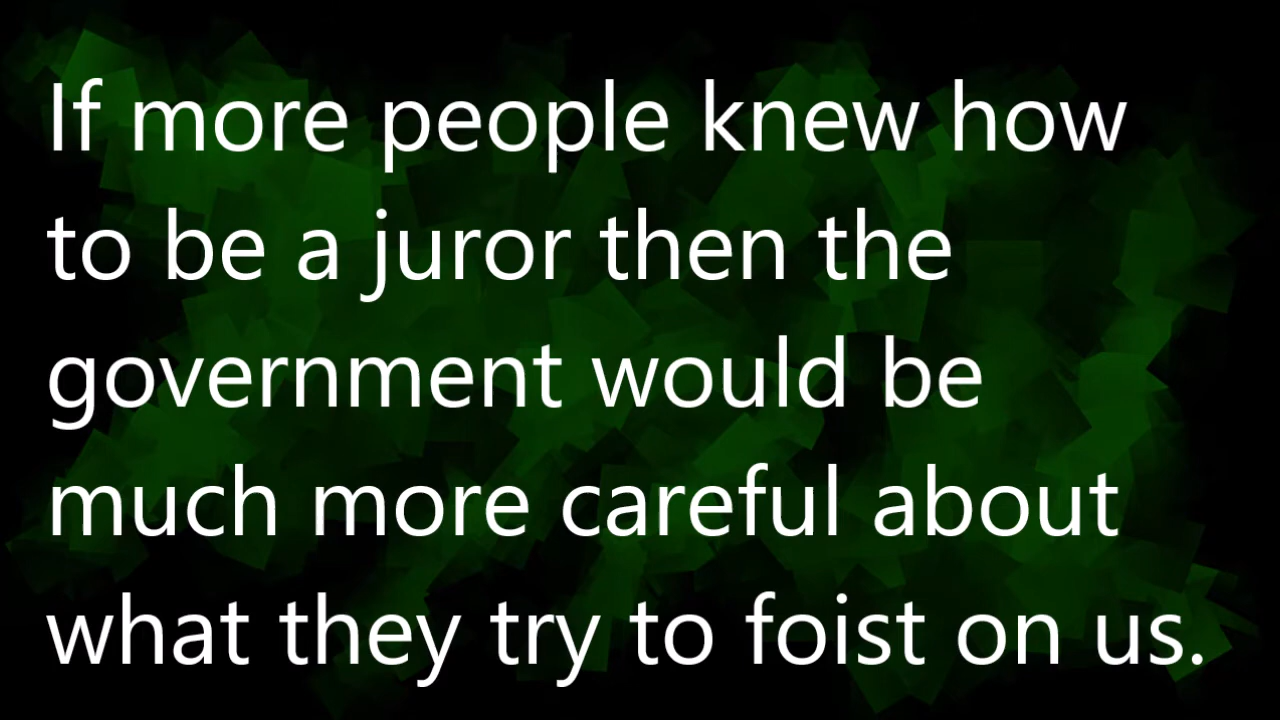 If more people knew how
to be a juror then the
government would be
much more careful about
what they try to foist on us.